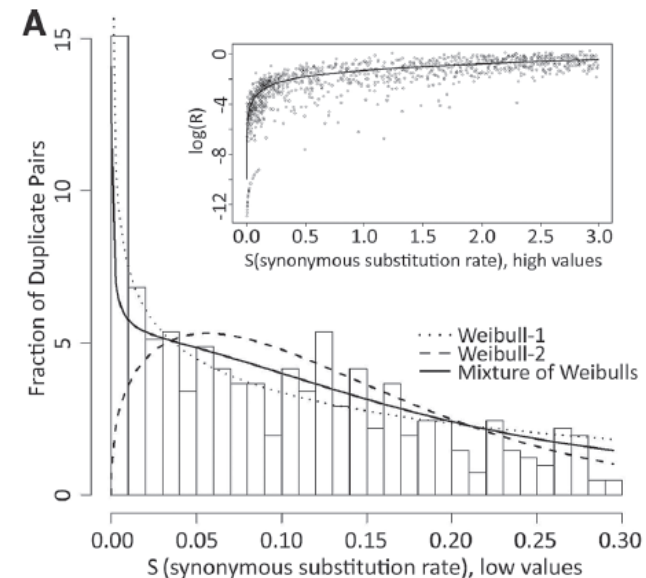 A
15
10
5
0
Fraction of Duplicate Pairs
0
-4
-8
-12
log(R)
0.0 0.5 1.0 1.5 2.0 2.5 3.0
S(synonymous substitution rate), high values
Weibull-1
Weibull-2
Mixture of Weibulls
0.00 0.05 0.10 0.15 0.20 0.25 0.30
S (synonymous substitution rate), low values